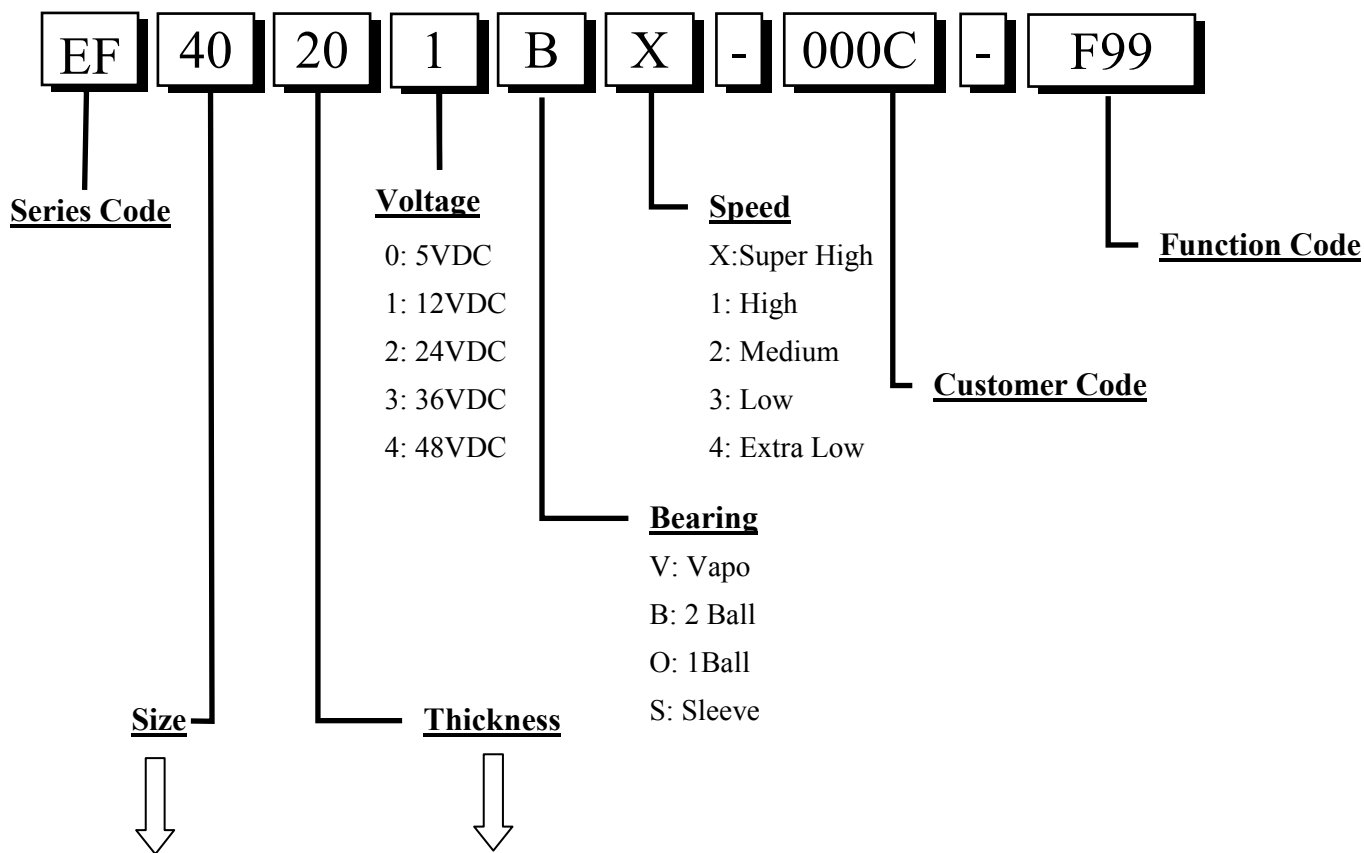 EF 40 20 1 B X - 000C - F99
Series Code
Voltage
0: 5VDC
1: 12VDC
2: 24VDC
3: 36VDC
4: 48VDC
Speed
X:Super High
1: High
2: Medium
3: Low
4: Extra Low
Function Code
Customer Code
Bearing
V: Vapo
B: 2 Ball
O: 1Ball
S: Sleeve
Size
Thickness